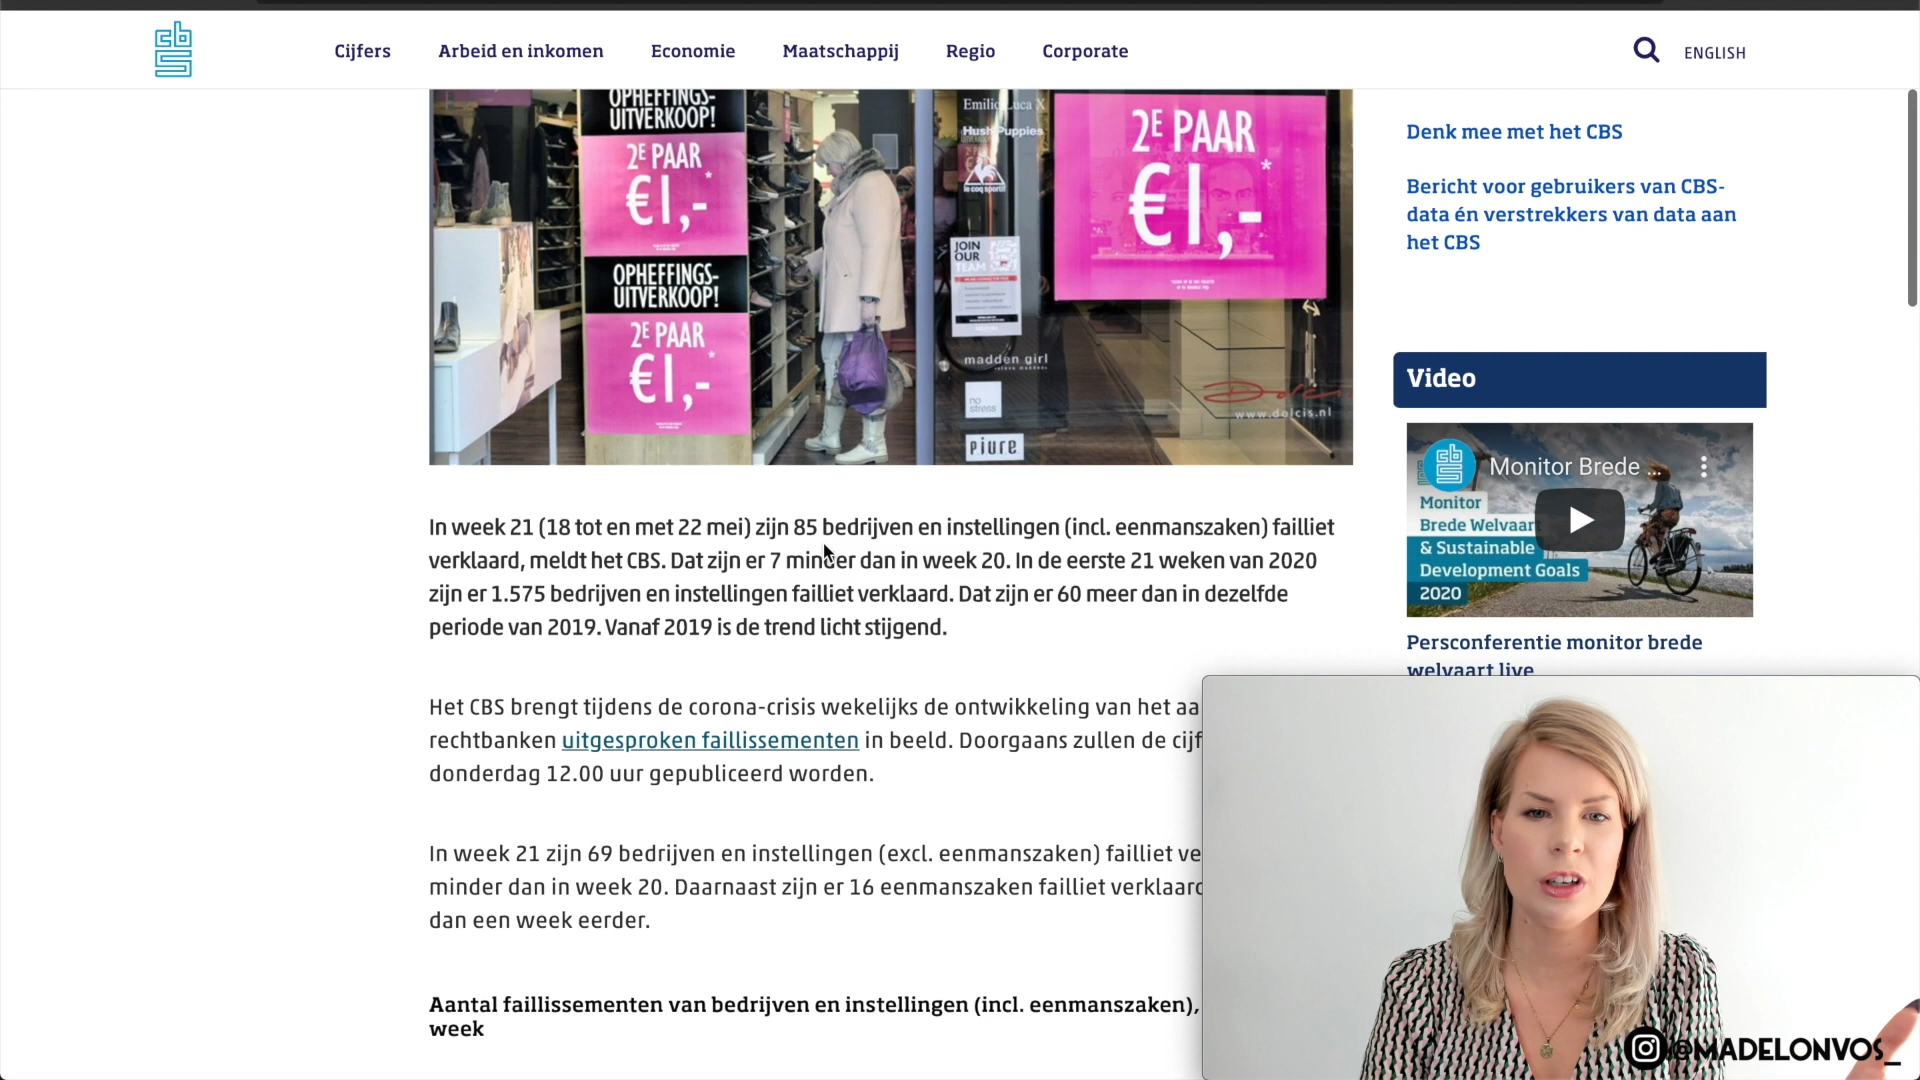 cbs
Cijfers
Arbeid en inkomen
Economie
Maatschappij
Regio
Corporate
ENGLISH
OPHEFFINGS-
UITVERKOOP!
2E PAAR
€1,-*
OPHEFFINGS-
UITVERKOOP!
2E PAAR
€1,-*
Emilio Luca X
Hush Puppies
le coq sportif
JOIN
OUR
TEAM
madden girl
no
stress
piure
2E PAAR
€1,-*
Dolcis
www.dolcis.nl
Denk mee met het CBS
Bericht voor gebruikers van CBS-
data én verstrekkers van data aan
het CBS
Video
Monitor Brede ...
Monitor
Brede Welvaart
& Sustainable
Development Goals
2020
Persconferentie monitor brede
welvaart live
In week 21 (18 tot en met 22 mei) zijn 85 bedrijven en instellingen (incl. eenmanszaken) failliet
verklaard, meldt het CBS. Dat zijn er 7 minder dan in week 20. In de eerste 21 weken van 2020
zijn er 1.575 bedrijven en instellingen failliet verklaard. Dat zijn er 60 meer dan in dezelfde
periode van 2019. Vanaf 2019 is de trend licht stijgend.
Het CBS brengt tijdens de corona-crisis wekelijks de ontwikkeling van het aa
rechtbanken uitgesproken faillissementen in beeld. Doorgaans zullen de cijf
donderdag 12.00 uur gepubliceerd worden.
In week 21 zijn 69 bedrijven en instellingen (excl. eenmanszaken) failliet ve
minder dan in week 20. Daarnaast zijn er 16 eenmanszaken failliet verklaard
dan een week eerder.
Aantal faillissementen van bedrijven en instellingen (incl. eenmanszaken),
week
@MADELONVOS_